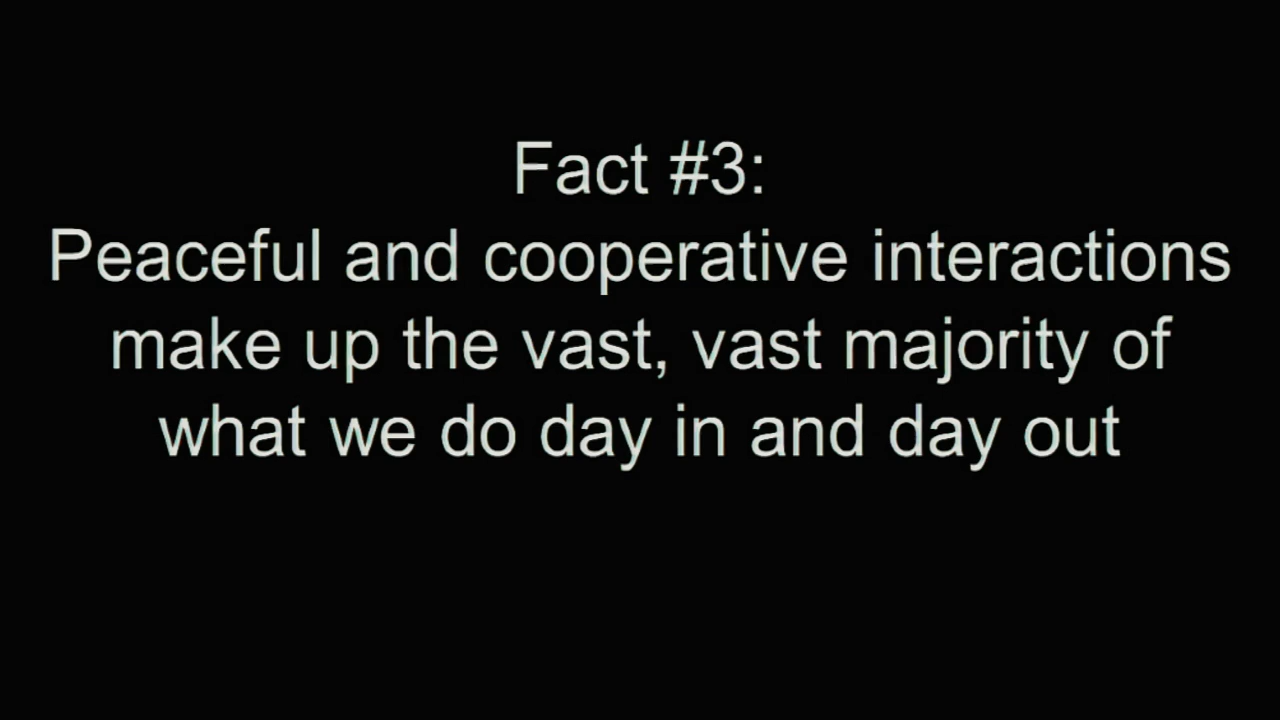 Fact #3:
Peaceful and cooperative interactions
make up the vast, vast majority of
what we do day in and day out